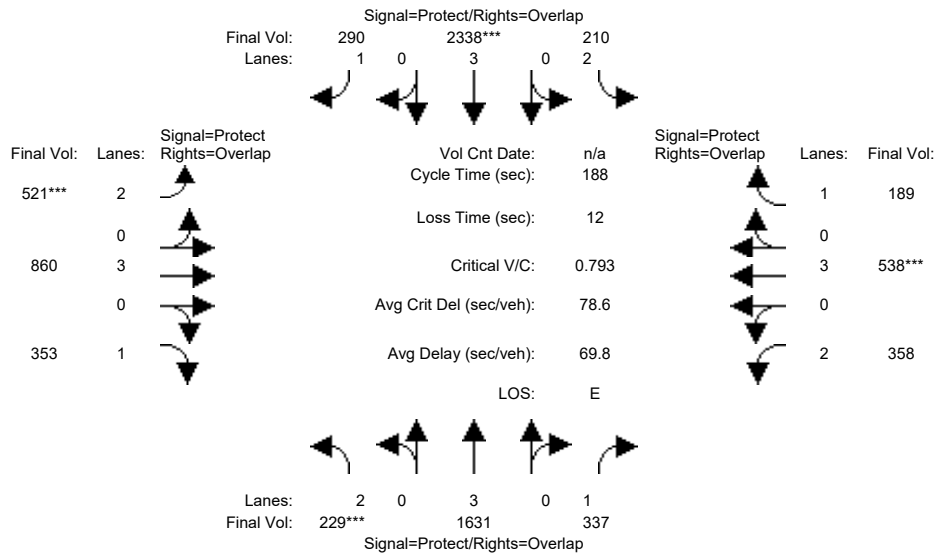 Signal=Protect/Rights=Overlap
Final Vol: 290 2338*** 210
Lanes: 1 0 3 0 2
Signal=Protect Signal=Protect
Final Vol: Lanes: Rights=Overlap Vol Cnt Date: n/a Rights=Overlap Lanes: Final Vol:
Cycle Time (sec): 188
521*** 2 1 189
Loss Time (sec): 12
0 0
860 3 Critical V/C: 0.793 3 538***
0 Avg Crit Del (sec/veh): 78.6 0
353 1 Avg Delay (sec/veh): 69.8 2 358
LOS: E
Lanes: 2 0 3 0 1
Final Vol: 229*** 1631 337
Signal=Protect/Rights=Overlap